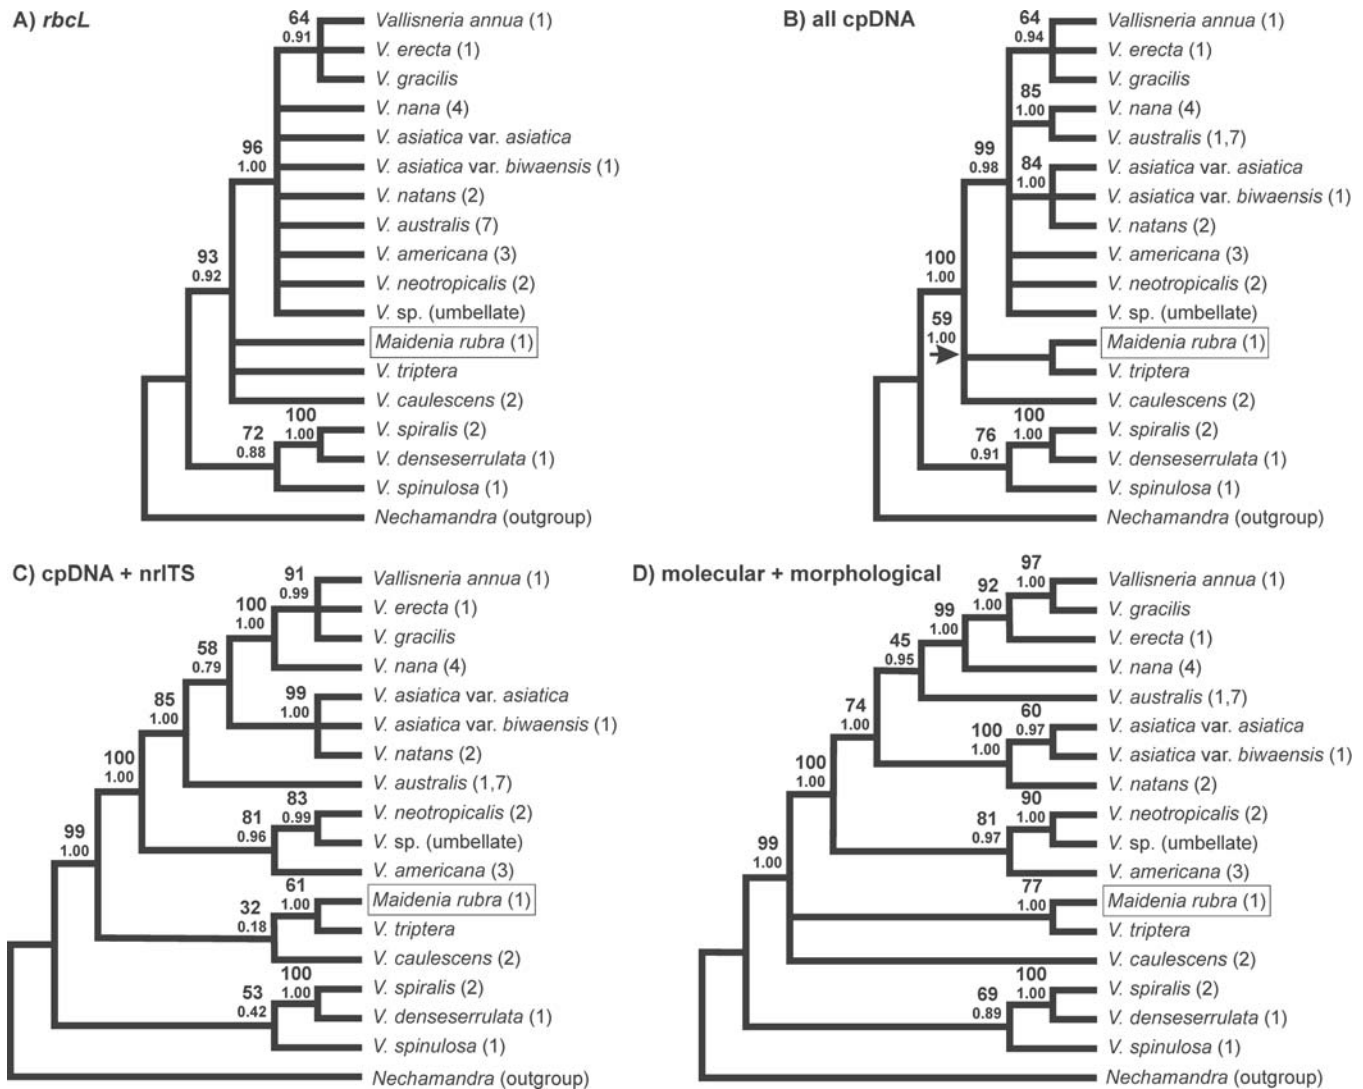 A) rbcL
64
0.91
Vallisneria annua (1)
V. erecta (1)
V. gracilis
V. nana (4)
V. asiatica var. asiatica
96
1.00
V. asiatica var. biwaensis (1)
V. natans (2)
V. australis (7)
93
0.92
V. americana (3)
V. neotropicalis (2)
V. sp. (umbellate)
Maidenia rubra (1)
V. triptera
V. caulescens (2)
100
1.00
V. spiralis (2)
72
0.88
V. denseserrulata (1)
V. spinulosa (1)
Nechamandra (outgroup)
B) all cpDNA
64
0.94
Vallisneria annua (1)
V. erecta (1)
V. gracilis
85
1.00
V. nana (4)
V. australis (1,7)
99
0.98
84
1.00
V. asiatica var. asiatica
V. asiatica var. biwaensis (1)
V. natans (2)
100
1.00
V. americana (3)
V. neotropicalis (2)
V. sp. (umbellate)
59
1.00
Maidenia rubra (1)
V. triptera
V. caulescens (2)
100
1.00
V. spiralis (2)
76
0.91
V. denseserrulata (1)
V. spinulosa (1)
Nechamandra (outgroup)
C) cpDNA + nrITS
91
0.99
Vallisneria annua (1)
100
1.00
V. erecta (1)
V. gracilis
58
0.79
V. nana (4)
85
1.00
99
1.00
V. asiatica var. asiatica
V. asiatica var. biwaensis (1)
V. natans (2)
100
1.00
V. australis (1,7)
83
0.99
V. neotropicalis (2)
81
0.96
V. sp. (umbellate)
99
1.00
V. americana (3)
61
1.00
Maidenia rubra (1)
32
0.18
V. triptera
V. caulescens (2)
100
1.00
V. spiralis (2)
53
0.42
V. denseserrulata (1)
V. spinulosa (1)
Nechamandra (outgroup)
D) molecular + morphological
97
1.00
Vallisneria annua (1)
92
1.00
V. gracilis
99
1.00
V. erecta (1)
45
0.95
V. nana (4)
V. australis (1,7)
74
1.00
60
0.97
V. asiatica var. asiatica
100
1.00
V. asiatica var. biwaensis (1)
V. natans (2)
100
1.00
90
1.00
V. neotropicalis (2)
81
0.97
V. sp. (umbellate)
99
1.00
V. americana (3)
77
1.00
Maidenia rubra (1)
V. triptera
V. caulescens (2)
100
1.00
V. spiralis (2)
69
0.89
V. denseserrulata (1)
V. spinulosa (1)
Nechamandra (outgroup)